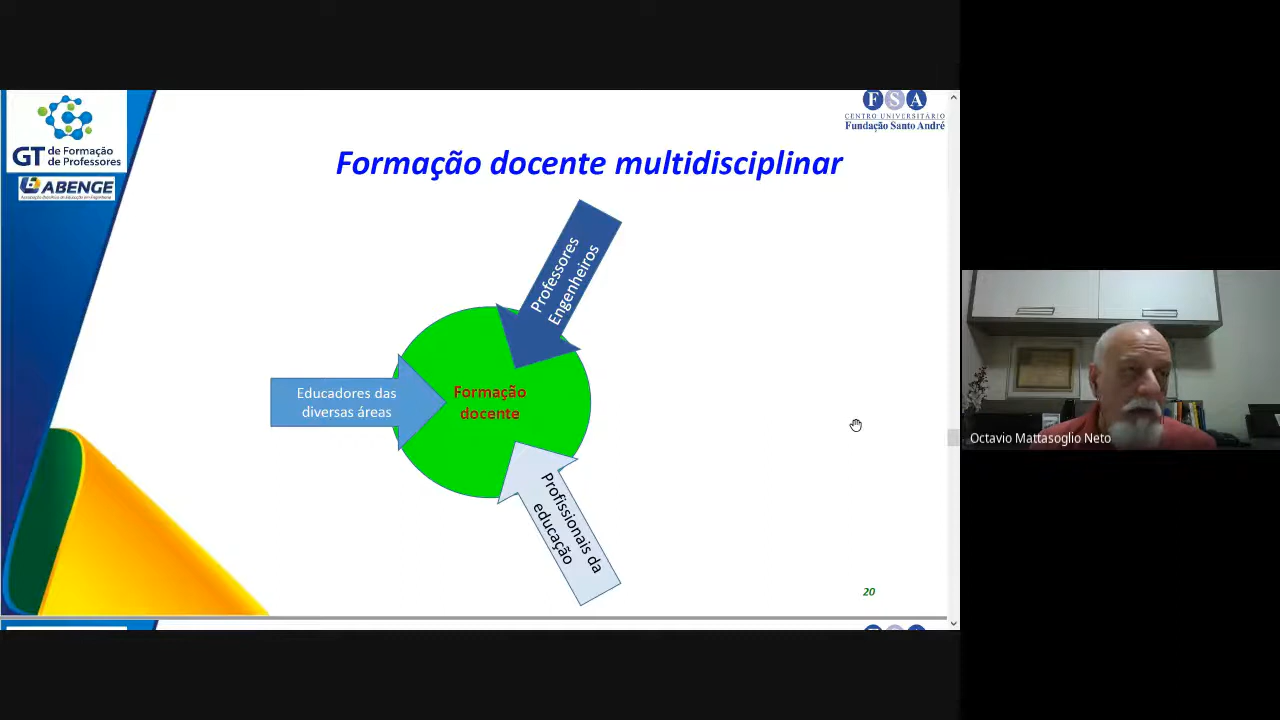 GT de Formação
de Professores
ABENGE
F S A
CENTRO UNIVERSITÁRIO
Fundação Santo André
Formação docente multidisciplinar
Professores
Engenheiros
Educadores das
diversas áreas
Formação
docente
Profissionais da
educação
20
Octavio Mattasoglio Neto